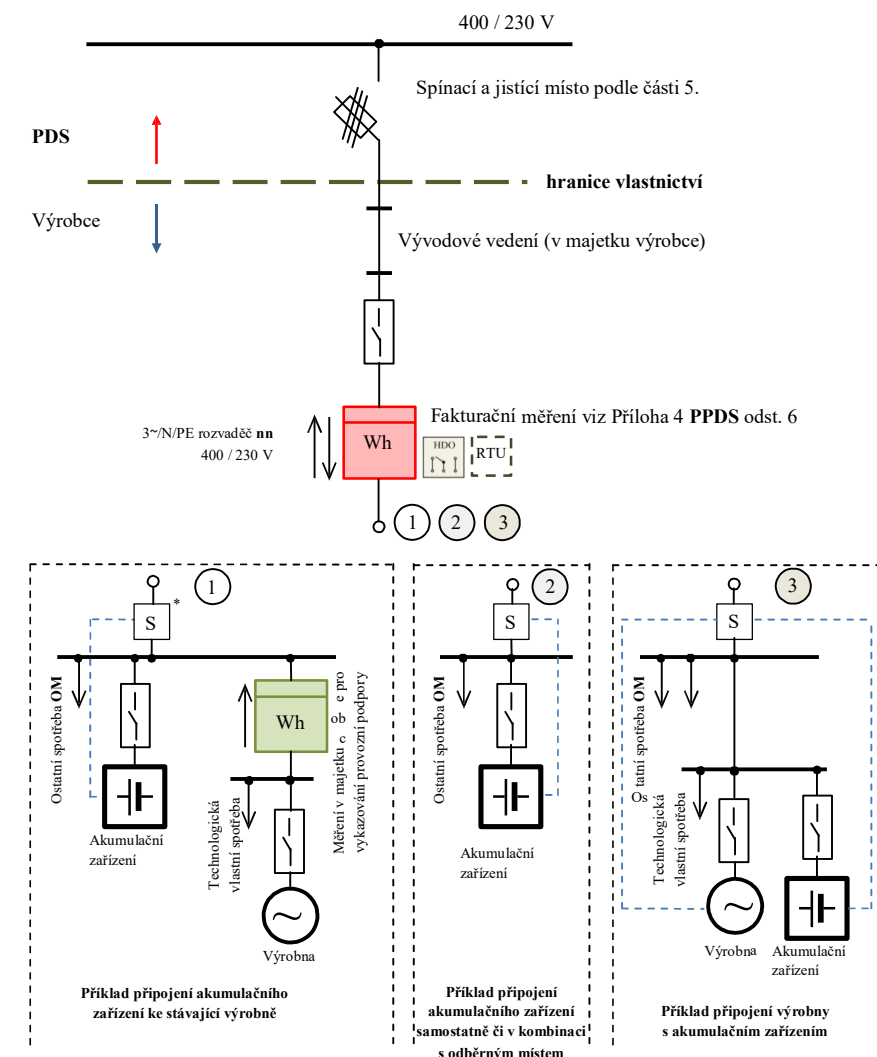 400 / 230 V
Spínací a jistící místo podle části 5.
PDS
hranice vlastnictví
Výrobce
Vývodové vedení (v majetku výrobce)
Fakturační měření viz Příloha 4 PPDS odst. 6
3~/N/PE rozvaděč nn
400 / 230 V
Wh
HDO
RTU
1
2
3
1
S
*
Ostatní spotřeba OM
Wh
Měření v majetku c ob e pro
vykazování provozní podpory
Akumulační
zařízení
Technologická
vlastní spotřeba
Výrobna
Příklad připojení akumulačního
zařízení ke stávající výrobně
2
S
Ostatní spotřeba OM
Akumulační
zařízení
Příklad připojení
akumulačního zařízení
samostatně či v kombinaci
s odběrným místem
3
S
Os tatní spotřeba OM
Technologická
vlastní spotřeba
Výrobna
Akumulační
zařízení
Příklad připojení výrobny
s akumulačním zařízením